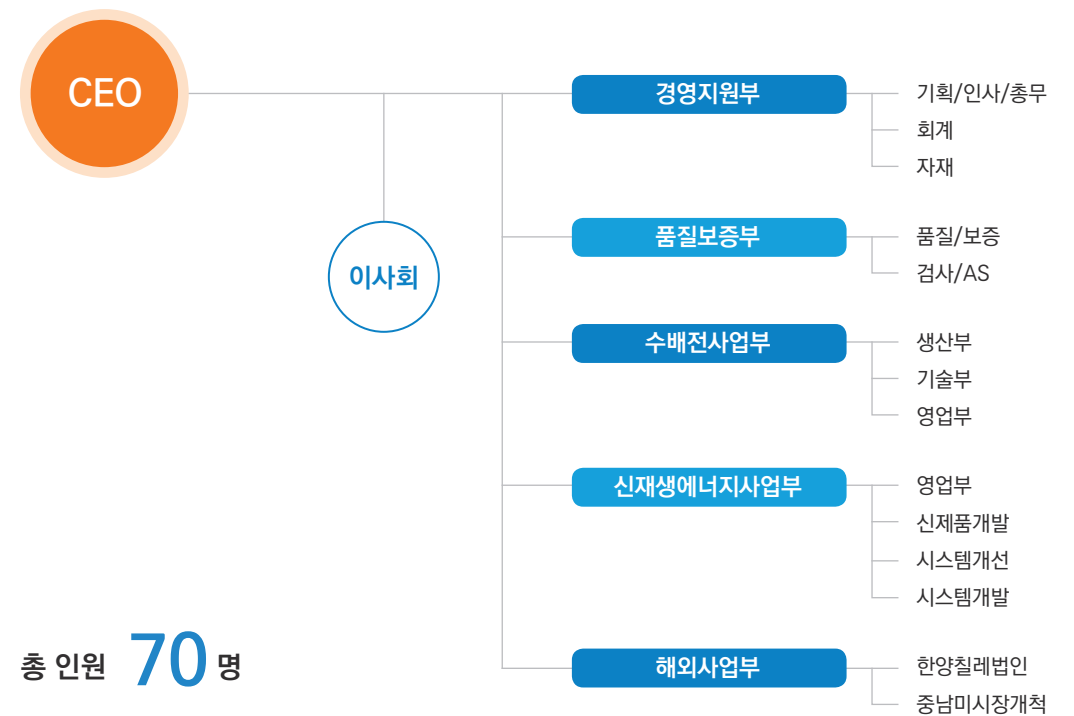 CEO
이사회
경영지원부
기획/인사/총무
회계
자재
품질보증부
품질/보증
검사/AS
수배전사업부
생산부
기술부
영업부
신재생에너지사업부
영업부
신제품개발
시스템개선
시스템개발
해외사업부
한양칠레법인
중남미시장개척
총 인원 70 명